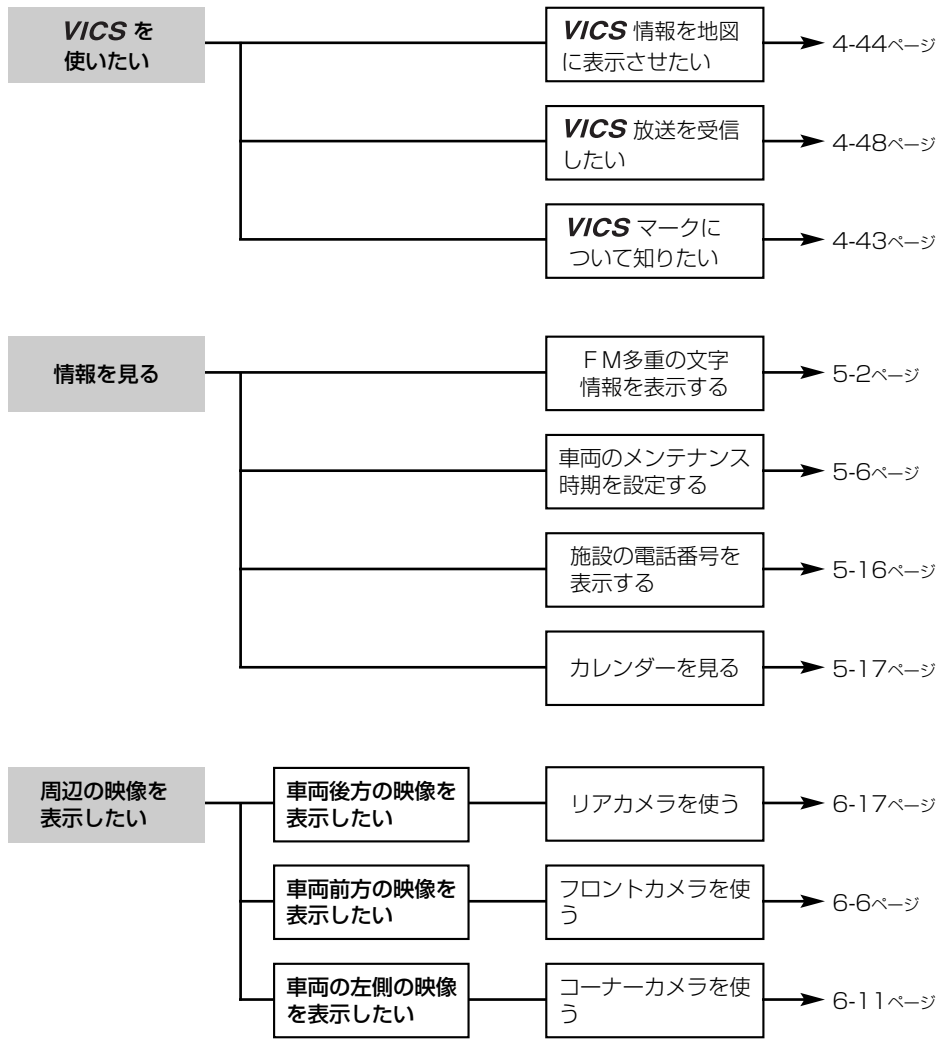 VICS を
使いたい
VICS 情報を地図
に表示させたい
4-44ページ
VICS 放送を受信
したい
4-48ページ
VICS マークに
ついて知りたい
4-43ページ
情報を見る
ＦＭ多重の文字
情報を表示する
5-2ページ
車両のメンテナンス
時期を設定する
5-6ページ
施設の電話番号を
表示する
5-16ページ
カレンダーを見る
5-17ページ
周辺の映像を
表示したい
車両後方の映像を
表示したい
リアカメラを使う
6-17ページ
車両前方の映像を
表示したい
フロントカメラを使
う
6-6ページ
車両の左側の映像
を表示したい
コーナーカメラを使
う
6-11ページ